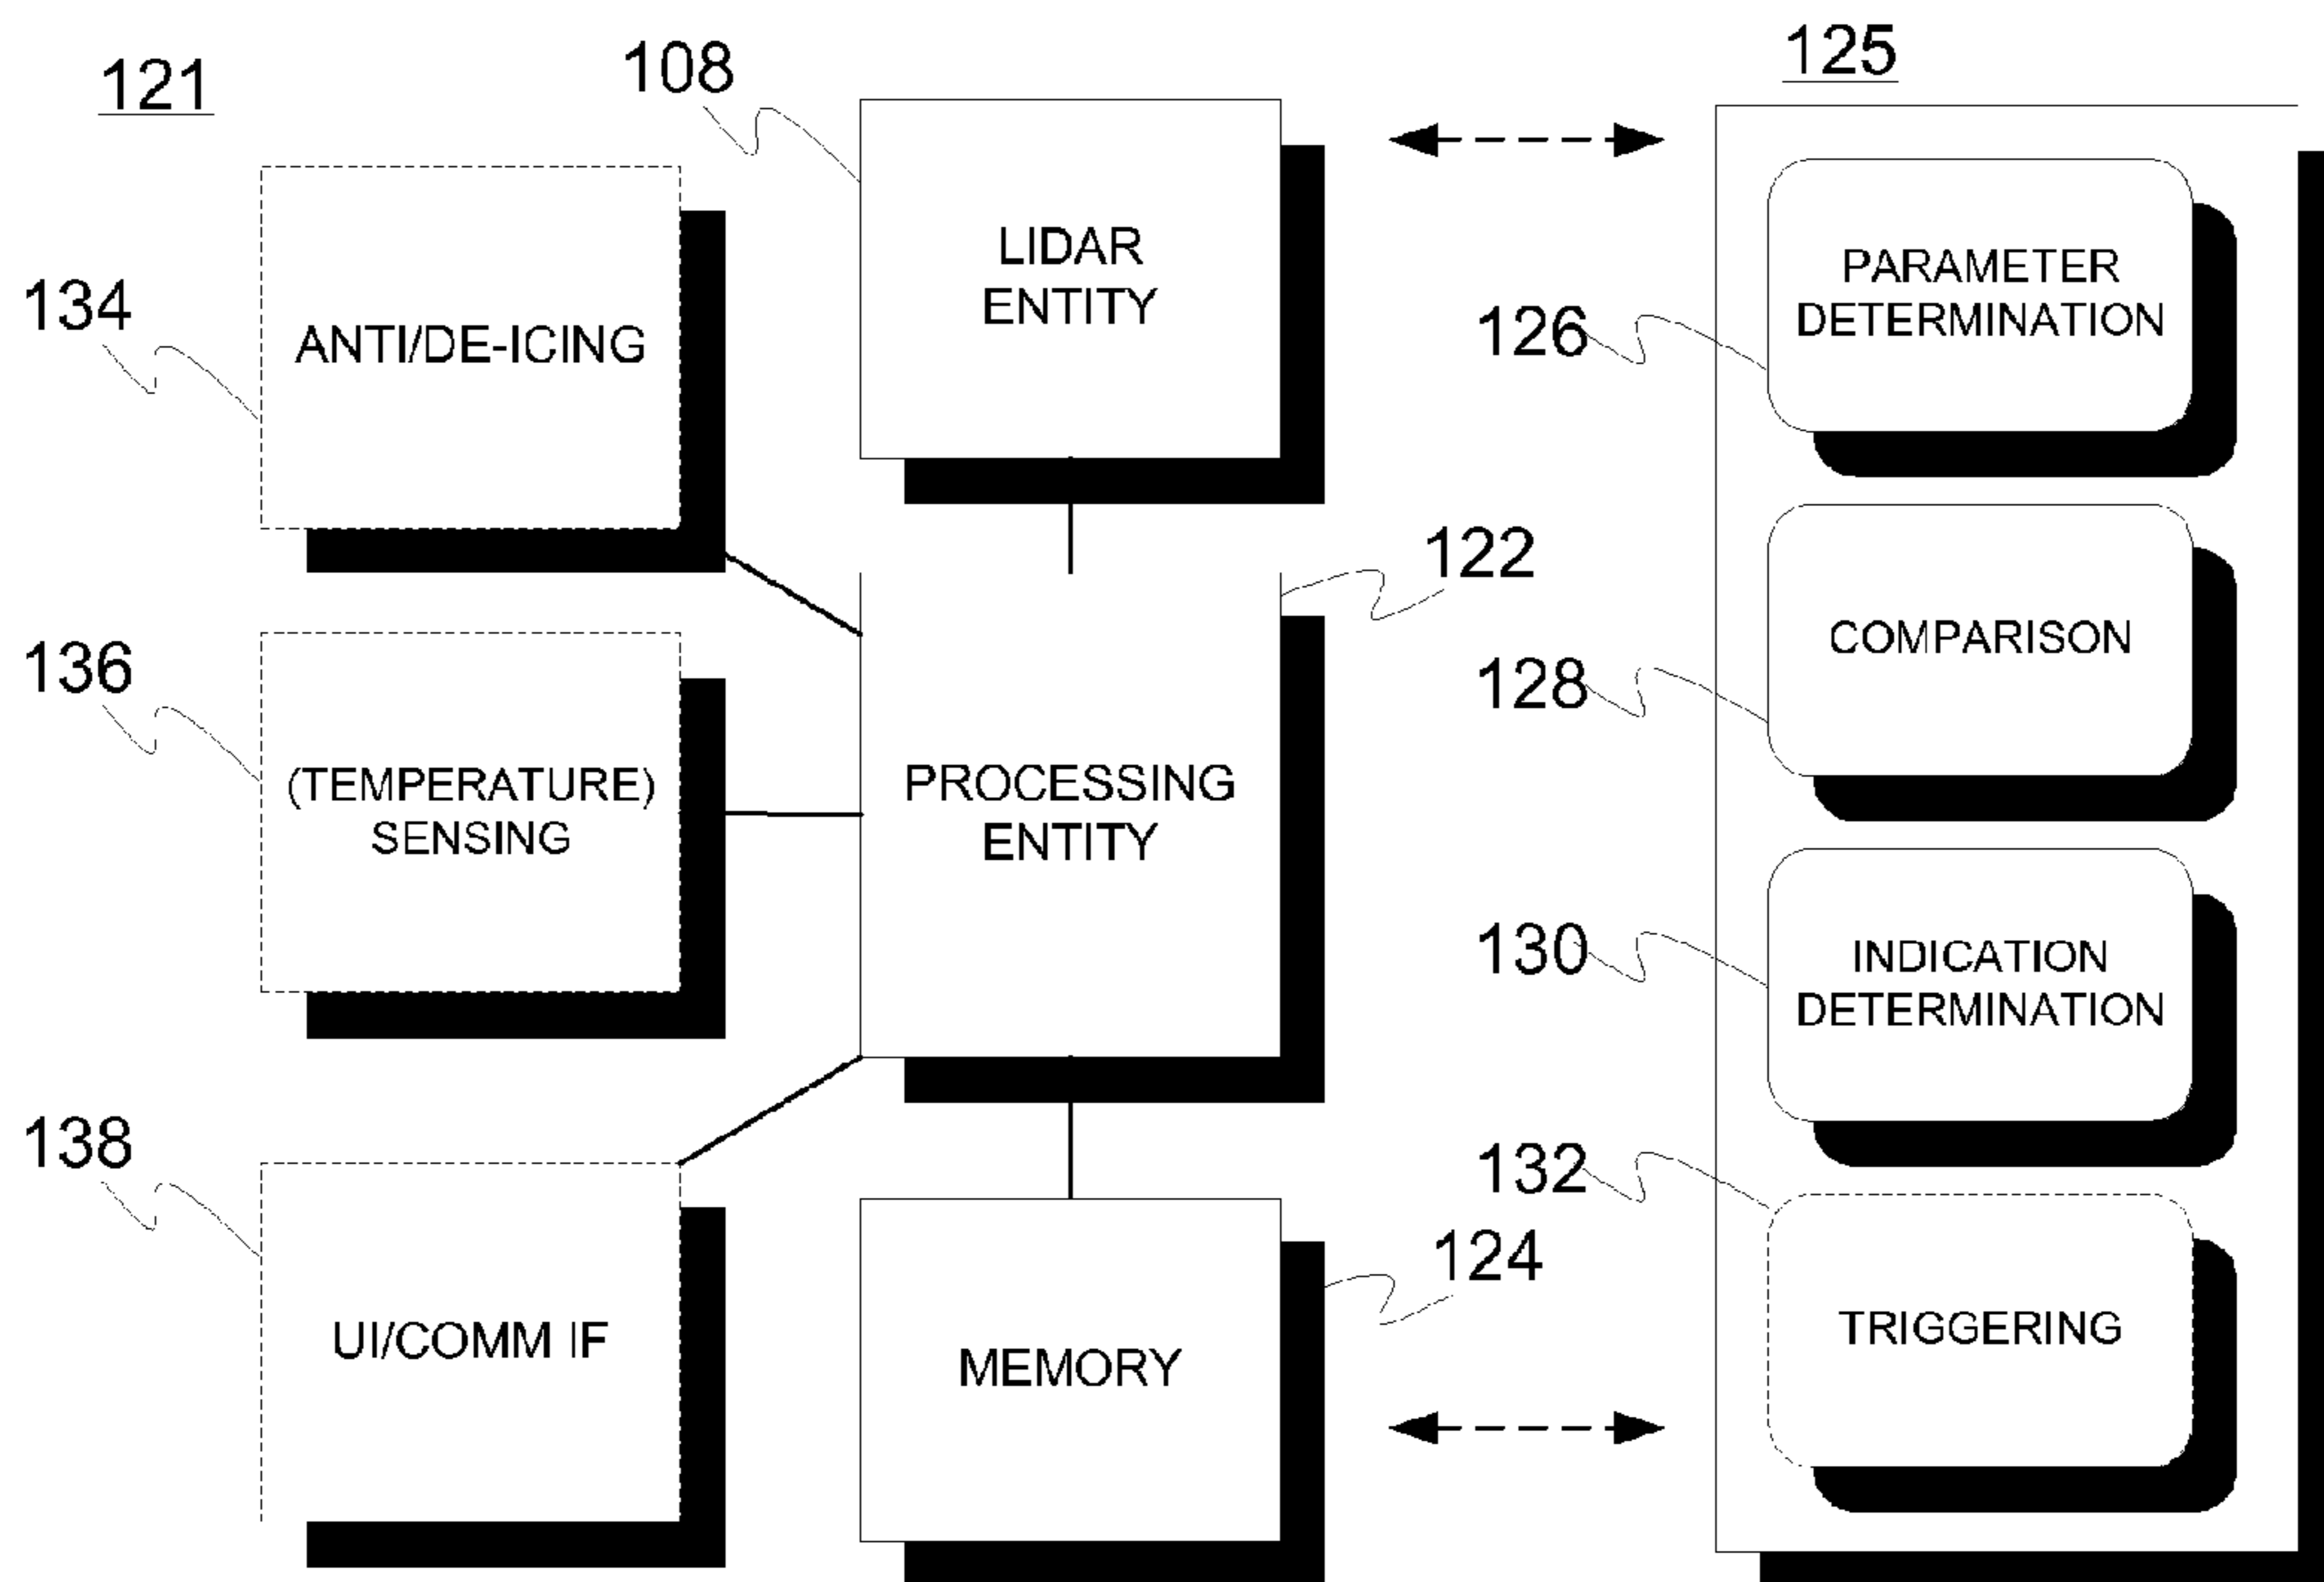 121
108
125
LIDAR
ENTITY
PARAMETER
DETERMINATION
134
ANTI/DE-ICING
126
122
COMPARISON
136
128
(TEMPERATURE)
SENSING
PROCESSING
ENTITY
130
INDICATION
DETERMINATION
138
132
124
UI/COMM IF
MEMORY
TRIGGERING